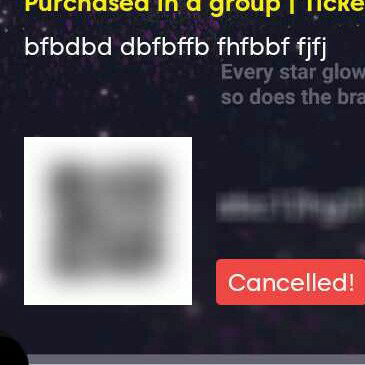 Purchased in a group | Ticke
bfbdbd dbfbffb fhfbbf fjfj
Every star glow
so does the bra
Cancelled!